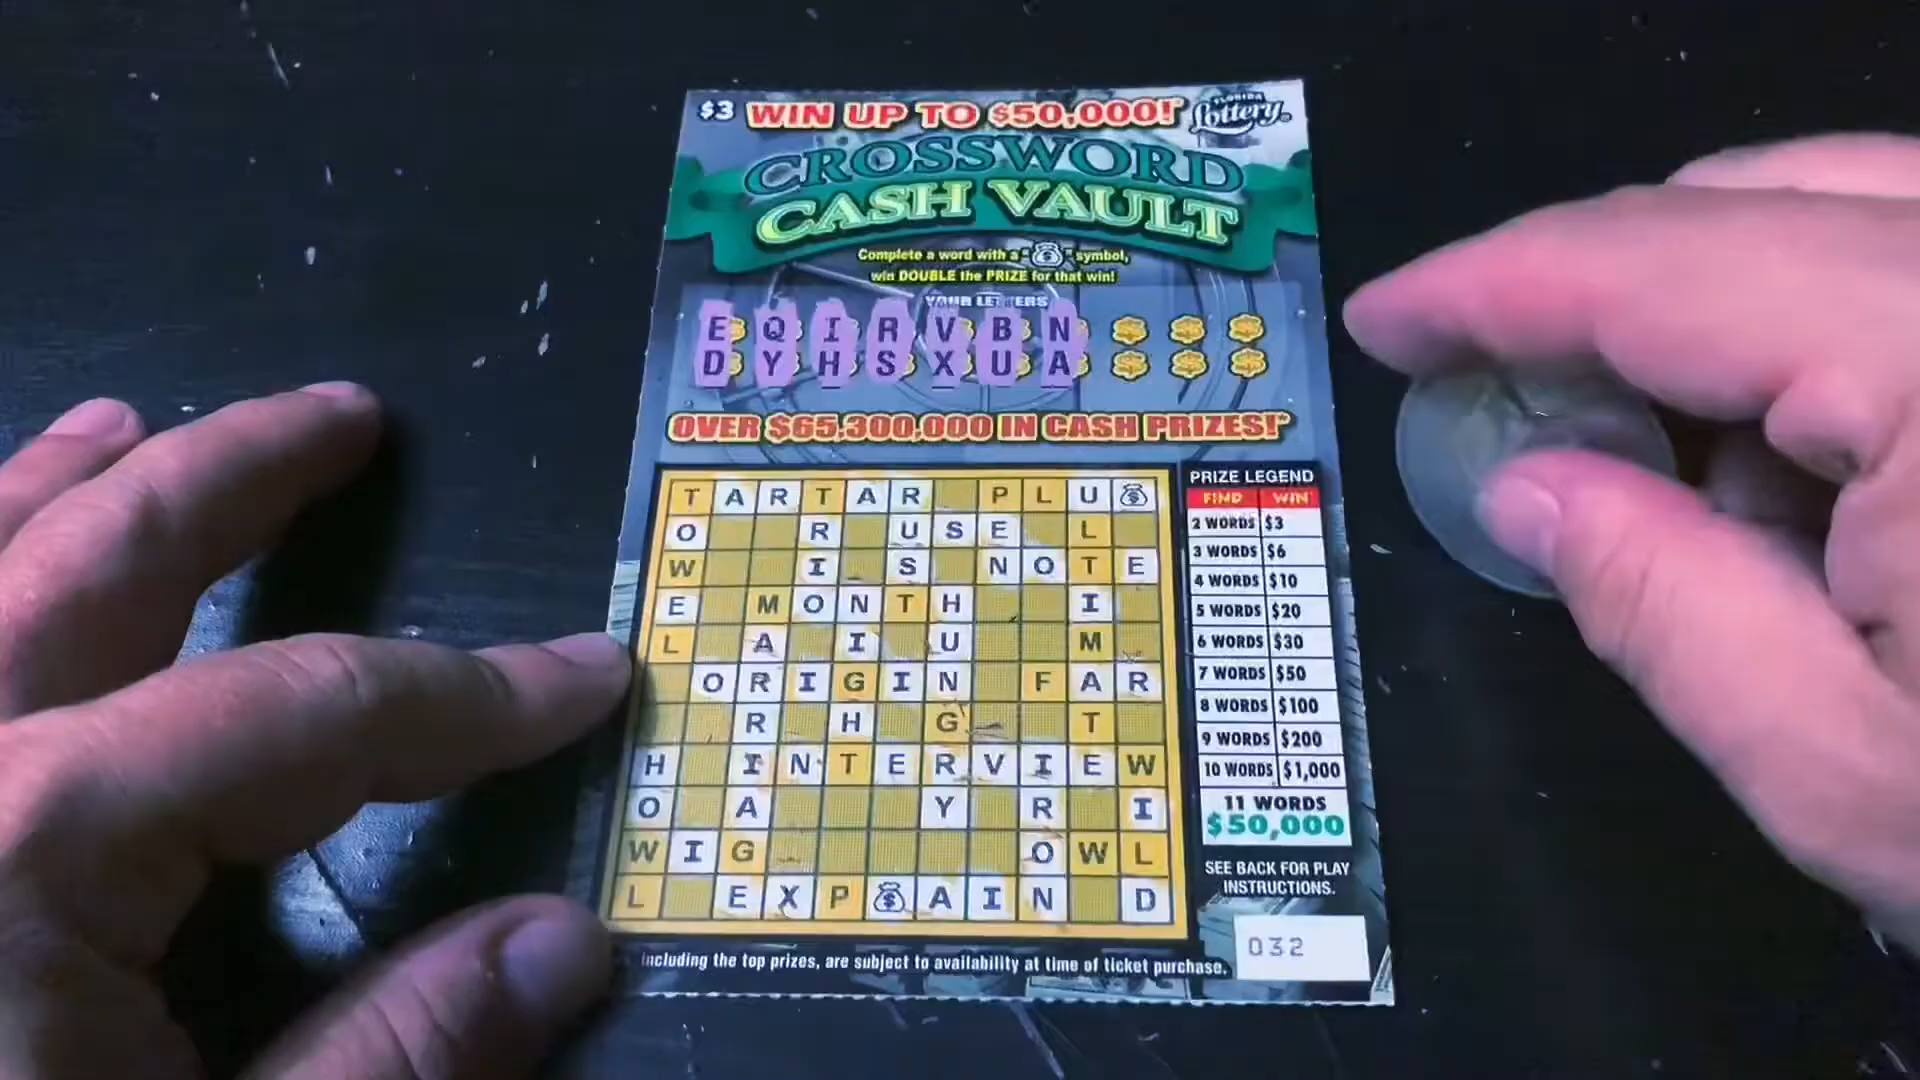 $3 WIN UP TO $50,000!* FLORIDA Lottery.
CROSSWORD
CASH VAULT
Complete a word with a " $ " symbol,
win DOUBLE the PRIZE for that win!
YOUR LETTERS
E Q I R V B N
D Y H S X U A
OVER $65,300,000 IN CASH PRIZES!*
T A R T A R P L U $
O R U S E L
W I S N O T E
E M O N T H I
L A I U M
O R I G I N F A R
R H G T
H I N T E R V I E W
O A Y R I
W I G O W L
L E X P $ A I N D
PRIZE LEGEND
FIND WIN
2 WORDS $3
3 WORDS $6
4 WORDS $10
5 WORDS $20
6 WORDS $30
7 WORDS $50
8 WORDS $100
9 WORDS $200
10 WORDS $1,000
11 WORDS
$50,000
SEE BACK FOR PLAY
INSTRUCTIONS.
032
including the top prizes, are subject to availability at time of ticket purchase.